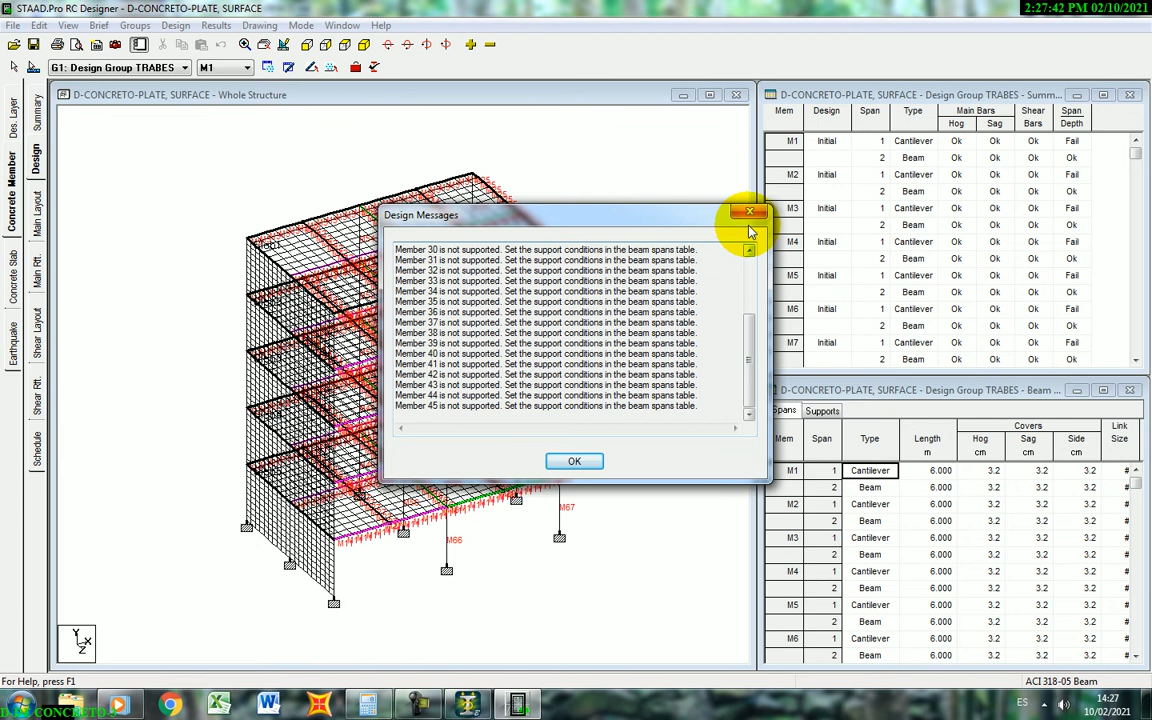 STAAD.Pro RC Designer - D-CONCRETO-PLATE, SURFACE
2:27:42 PM 02/10/2021
File Edit View Brief Groups Design Results Drawing Mode Window Help
G1: Design Group TRABES M1
D-CONCRETO-PLATE, SURFACE - Whole Structure
D-CONCRETO-PLATE, SURFACE - Design Group TRABES - Summ...
Des. Layer
Concrete Member
Concrete Slab
Earthquake
Summary
Design
Main Layout
Main Rft.
Shear Layout
Shear Rft.
Schedule
Mem Design Span Type Main Bars Shear Span
Hog Sag Bars Depth
M1 Initial 1 Cantilever Ok Ok Ok Fail
2 Beam Ok Ok Ok Ok
M2 Initial 1 Cantilever Ok Ok Ok Fail
2 Beam Ok Ok Ok Ok
M3 Initial 1 Cantilever Ok Ok Ok Fail
2 Beam Ok Ok Ok Ok
M4 Initial 1 Cantilever Ok Ok Ok Fail
2 Beam Ok Ok Ok Ok
M5 Initial 1 Cantilever Ok Ok Ok Fail
2 Beam Ok Ok Ok Ok
M6 Initial 1 Cantilever Ok Ok Ok Fail
2 Beam Ok Ok Ok Ok
M7 Initial 1 Cantilever Ok Ok Ok Fail
2 Beam Ok Ok Ok Ok
Design Messages
Member 30 is not supported. Set the support conditions in the beam spans table.
Member 31 is not supported. Set the support conditions in the beam spans table.
Member 32 is not supported. Set the support conditions in the beam spans table.
Member 33 is not supported. Set the support conditions in the beam spans table.
Member 34 is not supported. Set the support conditions in the beam spans table.
Member 35 is not supported. Set the support conditions in the beam spans table.
Member 36 is not supported. Set the support conditions in the beam spans table.
Member 37 is not supported. Set the support conditions in the beam spans table.
Member 38 is not supported. Set the support conditions in the beam spans table.
Member 39 is not supported. Set the support conditions in the beam spans table.
Member 40 is not supported. Set the support conditions in the beam spans table.
Member 41 is not supported. Set the support conditions in the beam spans table.
Member 42 is not supported. Set the support conditions in the beam spans table.
Member 43 is not supported. Set the support conditions in the beam spans table.
Member 44 is not supported. Set the support conditions in the beam spans table.
Member 45 is not supported. Set the support conditions in the beam spans table.
OK
M67
M66
D-CONCRETO-PLATE, SURFACE - Design Group TRABES - Beam ...
Spans Supports
Mem Span Type Length Covers Link
Hog Sag Side Size
m cm cm cm
M1 1 Cantilever 6.000 3.2 3.2 3.2 #
2 Beam 6.000 3.2 3.2 3.2 #
M2 1 Cantilever 6.000 3.2 3.2 3.2 #
2 Beam 6.000 3.2 3.2 3.2 #
M3 1 Cantilever 6.000 3.2 3.2 3.2 #
2 Beam 6.000 3.2 3.2 3.2 #
M4 1 Cantilever 6.000 3.2 3.2 3.2 #
2 Beam 6.000 3.2 3.2 3.2 #
M5 1 Cantilever 6.000 3.2 3.2 3.2 #
2 Beam 6.000 3.2 3.2 3.2 #
M6 1 Cantilever 6.000 3.2 3.2 3.2 #
2 Beam 6.000 3.2 3.2 3.2 #
Y X Z
For Help, press F1
ACI 318-05 Beam
ES
14:27
10/02/2021